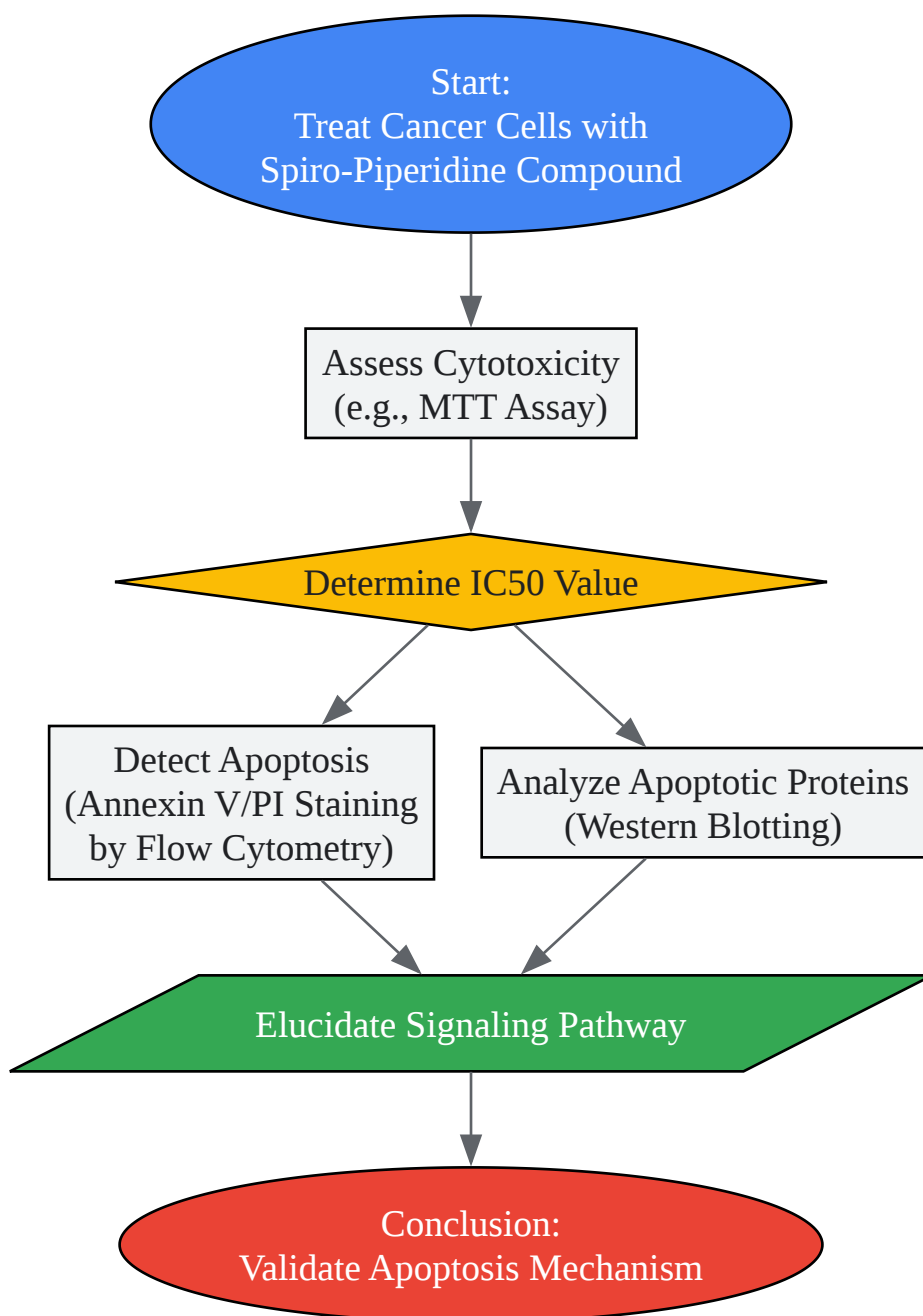 Start:
Treat Cancer Cells with
Spiro-Piperidine Compound
Assess Cytotoxicity
(e.g., MTT Assay)
Determine IC50 Value
Detect Apoptosis
(Annexin V/PI Staining
by Flow Cytometry)
Analyze Apoptotic Proteins
(Western Blotting)
Elucidate Signaling Pathway
Conclusion:
Validate Apoptosis Mechanism